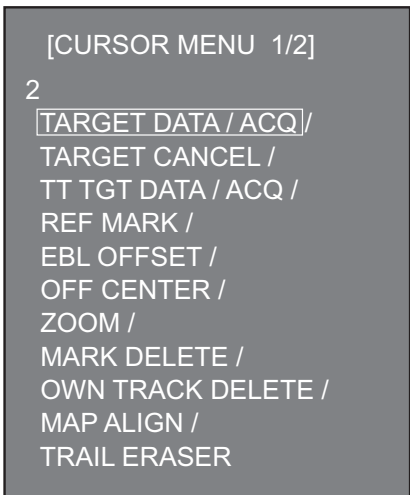 [CURSOR MENU 1/2]
2
TARGET DATA / ACQ /
TARGET CANCEL /
TT TGT DATA / ACQ /
REF MARK /
EBL OFFSET /
OFF CENTER /
ZOOM /
MARK DELETE /
OWN TRACK DELETE /
MAP ALIGN /
TRAIL ERASER